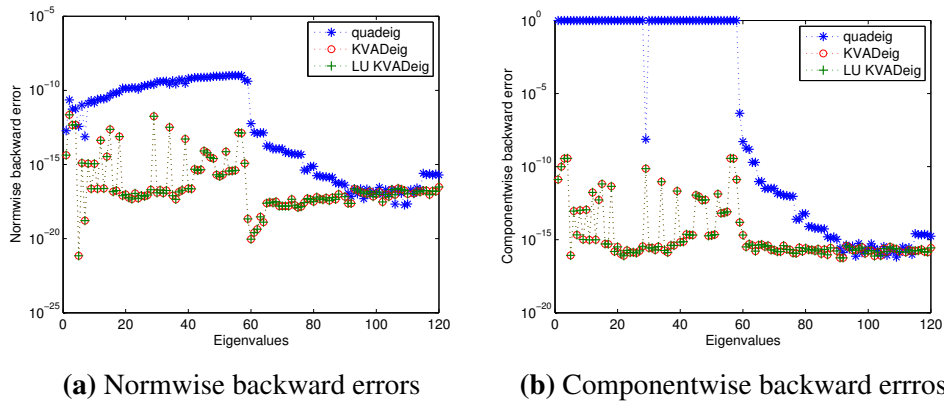 10^-5
10^-10
10^-15
10^-20
10^-25
Normwise backward error
0 20 40 60 80 100 120
Eigenvalues
quadeig
KVADeig
LU KVADeig
(a) Normwise backward errors
10^0
10^-5
10^-10
10^-15
10^-20
Componentwise backward error
0 20 40 60 80 100 120
Eigenvalues
quadeig
KVADeig
LU KVADeig
(b) Componentwise backward errros